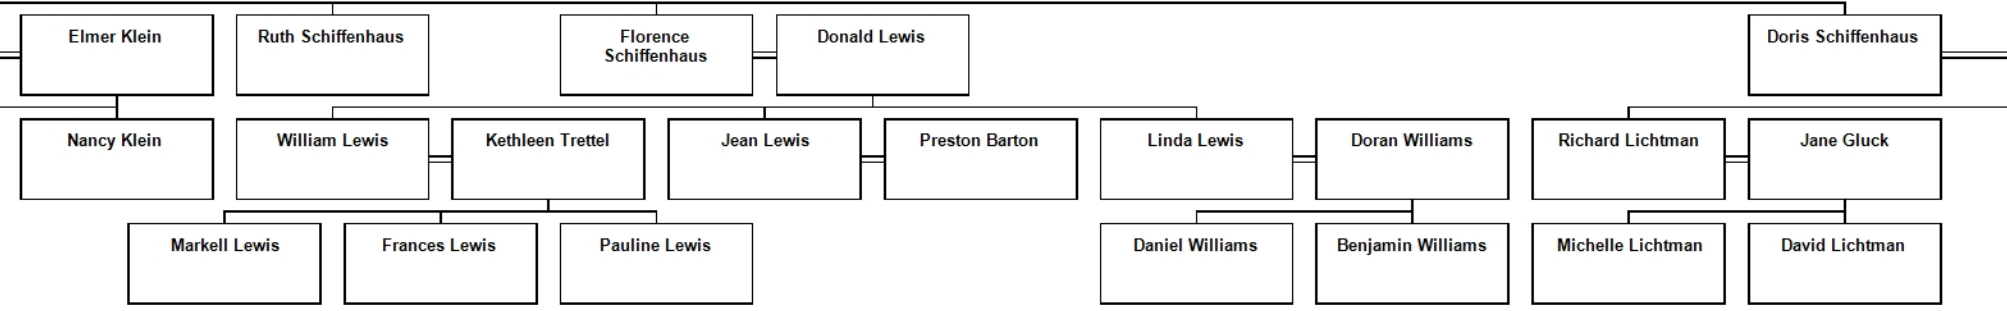 Elmer Klein
Ruth Schiffenhaus
Florence
Schiffenhaus
Donald Lewis
Doris Schiffenhaus
Nancy Klein
William Lewis
Kethleen Trettel
Jean Lewis
Preston Barton
Linda Lewis
Doran Williams
Richard Lichtman
Jane Gluck
Markell Lewis
Frances Lewis
Pauline Lewis
Daniel Williams
Benjamin Williams
Michelle Lichtman
David Lichtman